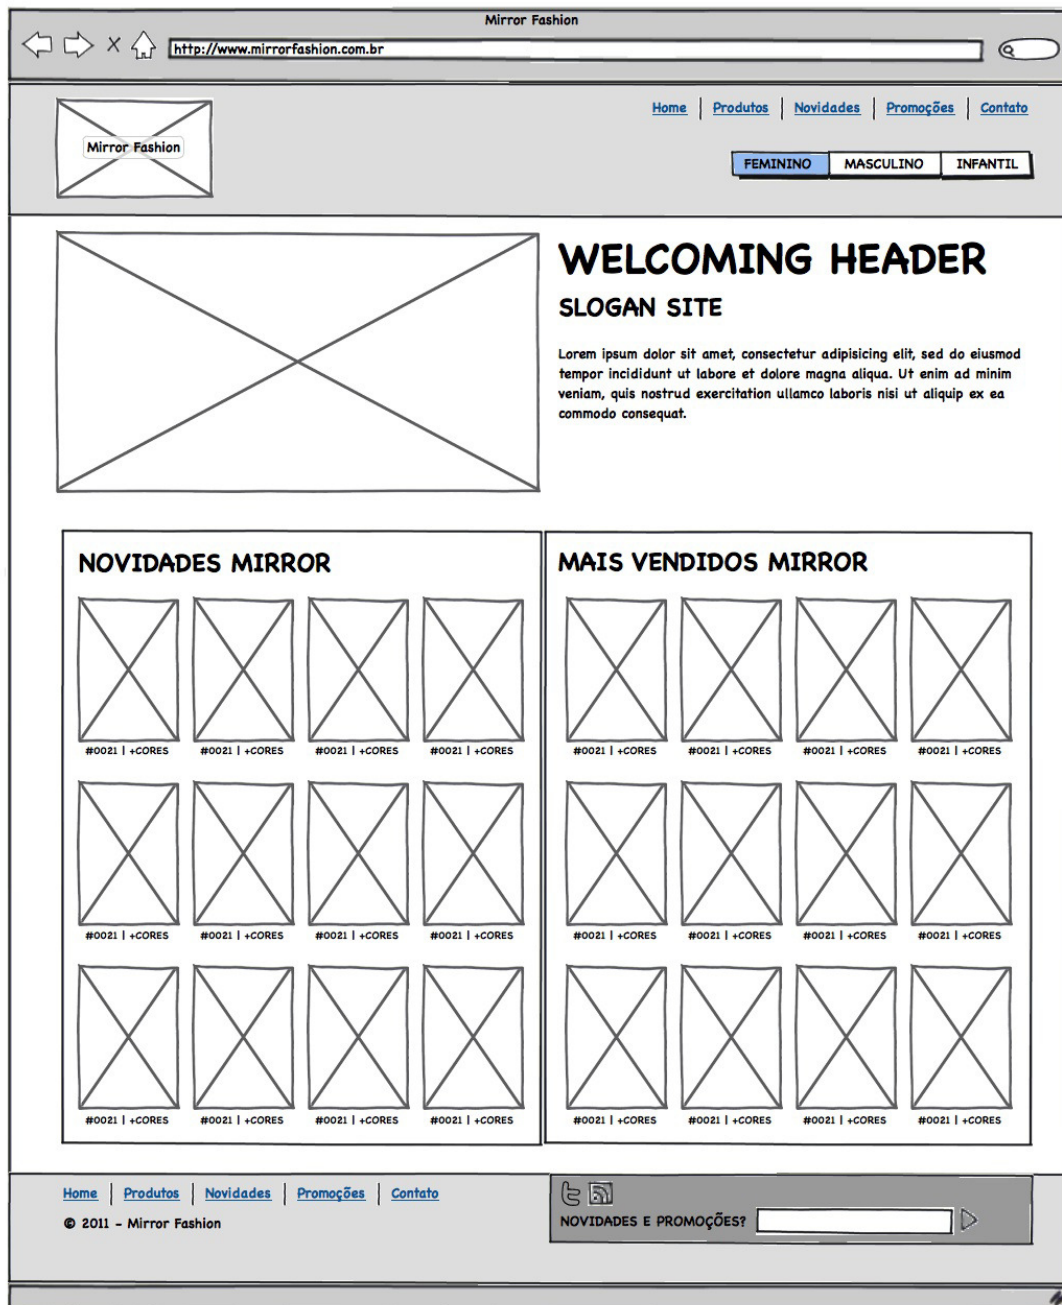 Mirror Fashion
http://www.mirrorfashion.com.br
Home | Produtos | Novidades | Promoções | Contato
Mirror Fashion
FEMININO MASCULINO INFANTIL
WELCOMING HEADER
SLOGAN SITE
Lorem ipsum dolor sit amet, consectetur adipisicing elit, sed do eiusmod
tempor incididunt ut labore et dolore magna aliqua. Ut enim ad minim
veniam, quis nostrud exercitation ullamco laboris nisi ut aliquip ex ea
commodo consequat.
NOVIDADES MIRROR
#0021 | +CORES #0021 | +CORES #0021 | +CORES #0021 | +CORES
#0021 | +CORES #0021 | +CORES #0021 | +CORES #0021 | +CORES
#0021 | +CORES #0021 | +CORES #0021 | +CORES #0021 | +CORES
MAIS VENDIDOS MIRROR
#0021 | +CORES #0021 | +CORES #0021 | +CORES #0021 | +CORES
#0021 | +CORES #0021 | +CORES #0021 | +CORES #0021 | +CORES
#0021 | +CORES #0021 | +CORES #0021 | +CORES #0021 | +CORES
Home | Produtos | Novidades | Promoções | Contato
© 2011 - Mirror Fashion
NOVIDADES E PROMOÇÕES?